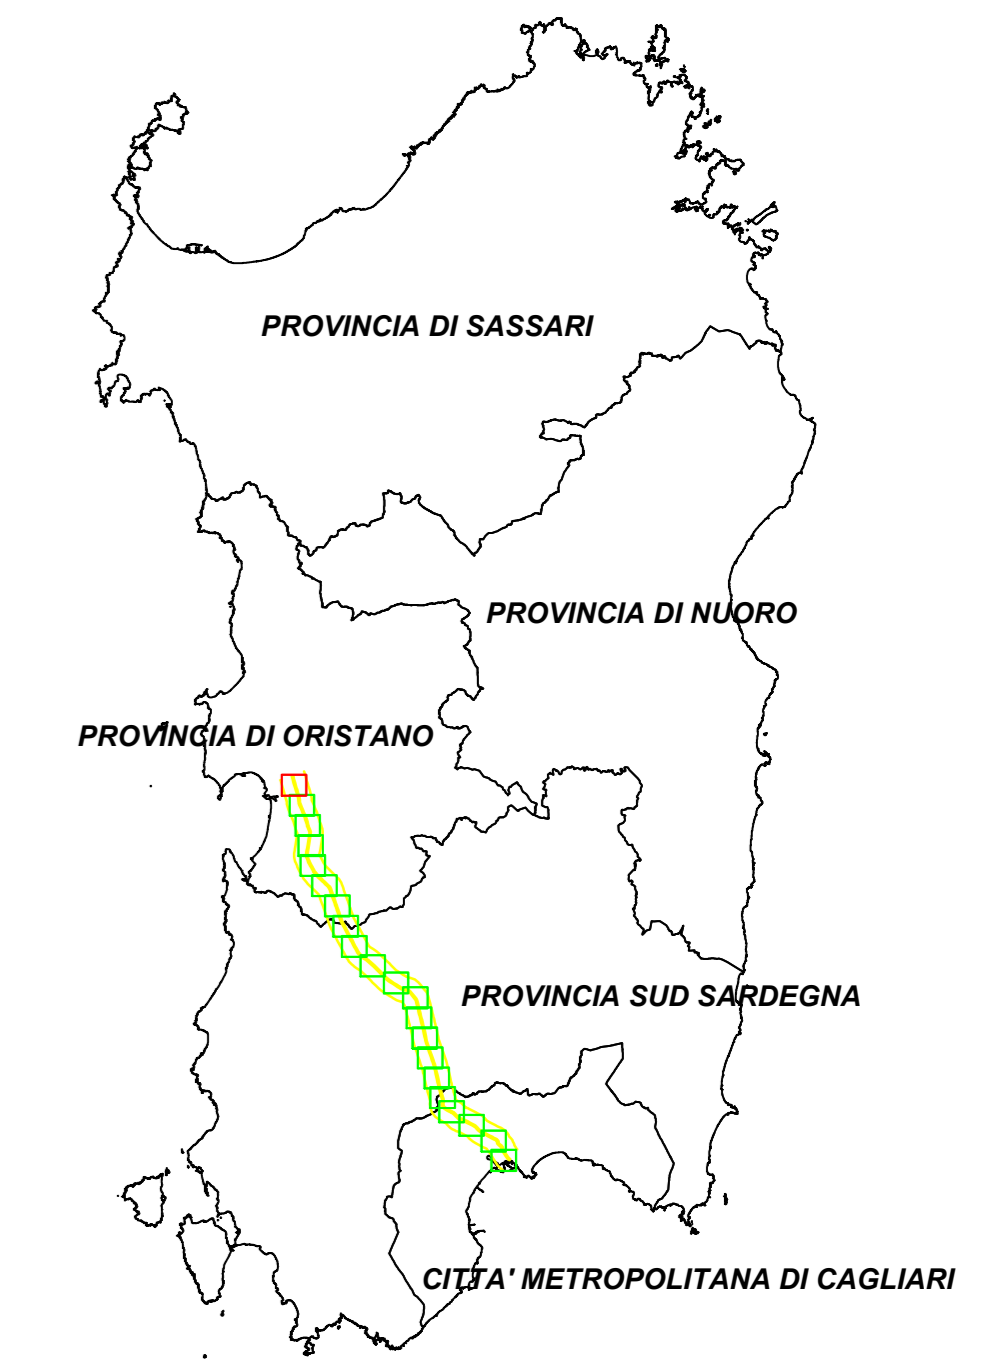 PROVINCIA DI SASSARI
PROVINCIA DI NUORO
PROVINCIA DI ORISTANO
PROVINCIA SUD SARDEGNA
CITTA' METROPOLITANA DI CAGLIARI